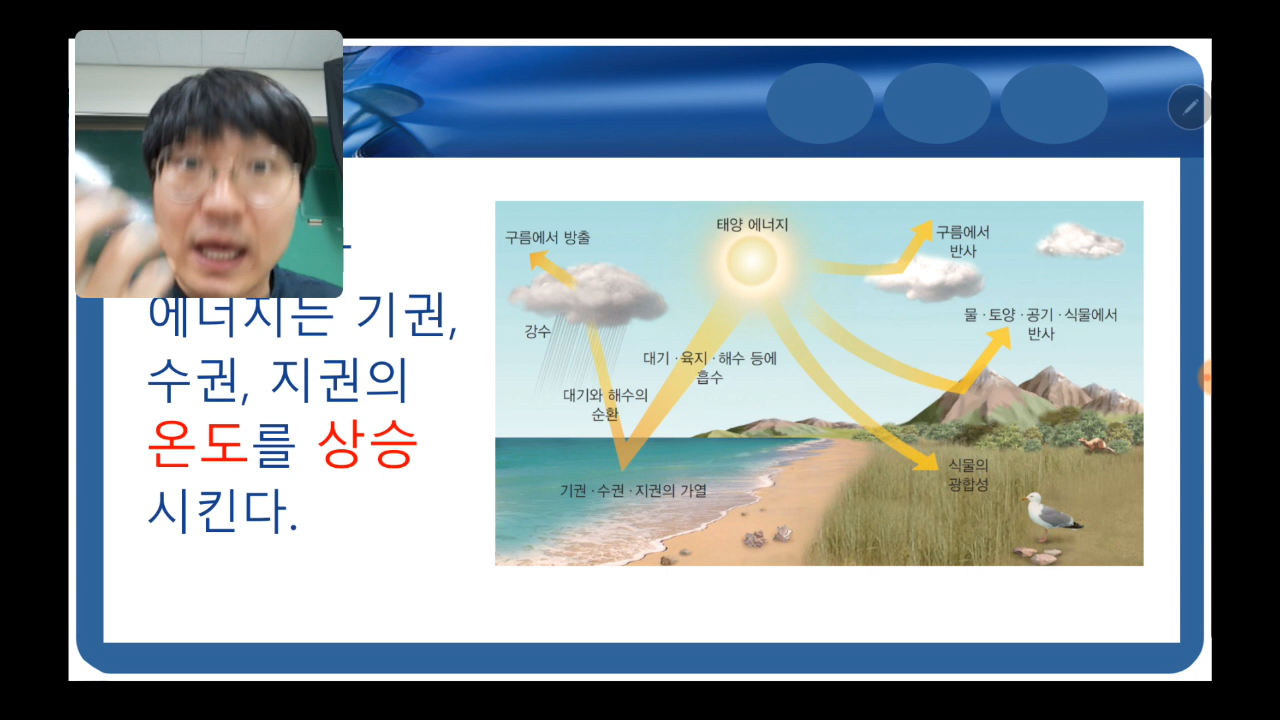 에너지는 기권,
수권, 지권의
온도를 상승
시킨다.
태양 에너지
구름에서 방출
구름에서
반사
강수
물·토양·공기·식물에서
반사
대기·육지·해수 등에
흡수
대기와 해수의
순환
식물의
광합성
기권·수권·지권의 가열